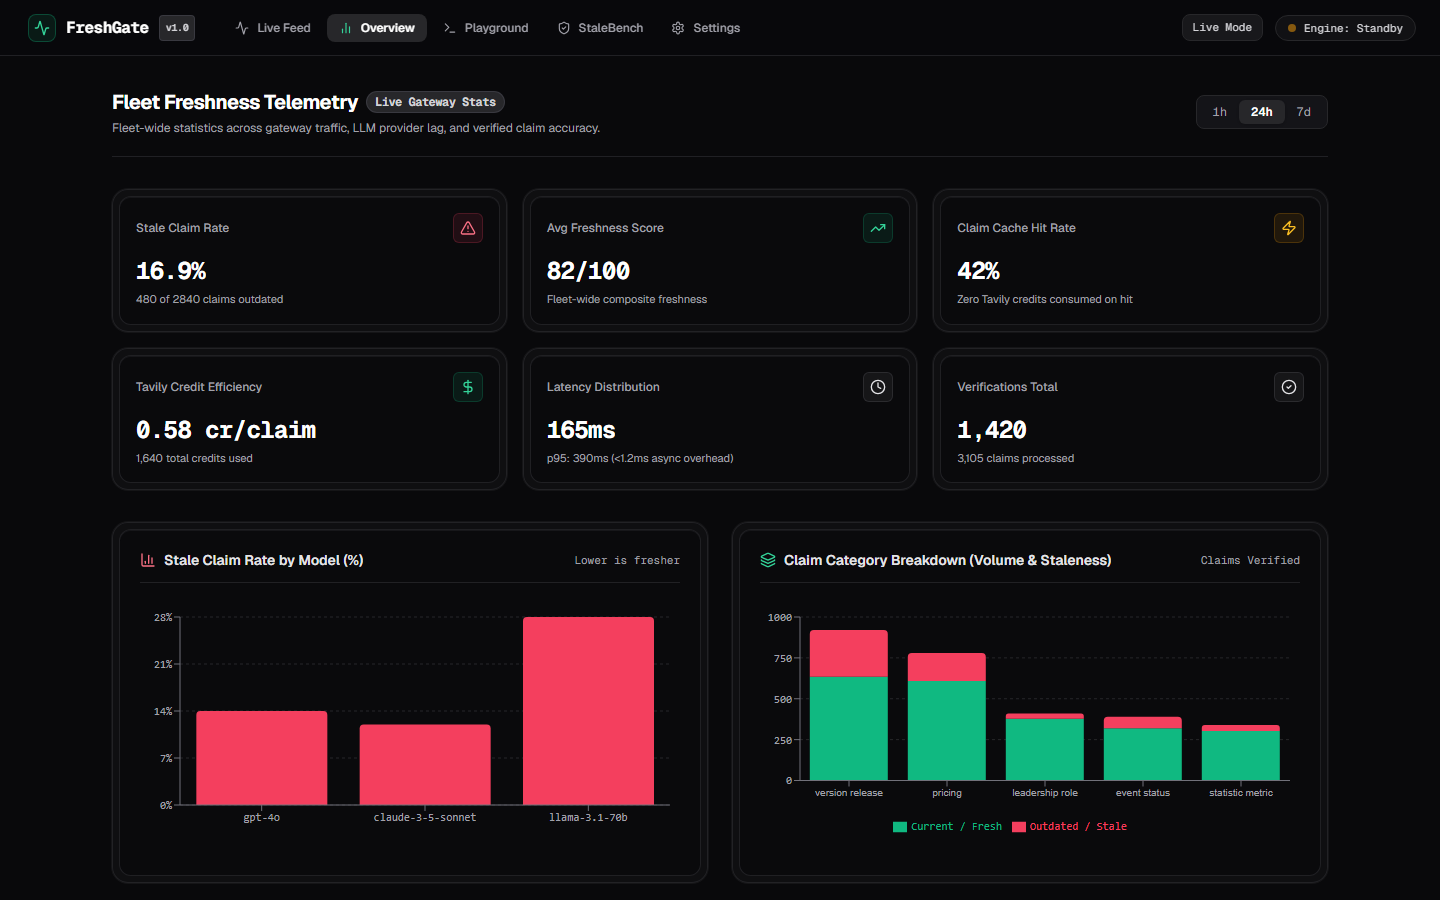 FreshGate v1.0 Live Feed Overview Playground StaleBench Settings Live Mode Engine: Standby
Fleet Freshness Telemetry Live Gateway Stats
Fleet-wide statistics across gateway traffic, LLM provider lag, and verified claim accuracy.
1h 24h 7d
Stale Claim Rate
16.9%
480 of 2840 claims outdated
Avg Freshness Score
82/100
Fleet-wide composite freshness
Claim Cache Hit Rate
42%
Zero Tavily credits consumed on hit
Tavily Credit Efficiency
0.58 cr/claim
1,640 total credits used
Latency Distribution
165ms
p95: 390ms (<1.2ms async overhead)
Verifications Total
1,420
3,105 claims processed
Stale Claim Rate by Model (%) Lower is fresher
28%
21%
14%
7%
0%
gpt-4o claude-3-5-sonnet llama-3.1-70b
Claim Category Breakdown (Volume & Staleness) Claims Verified
1000
750
500
250
0
version release pricing leadership role event status statistic metric
Current / Fresh Outdated / Stale